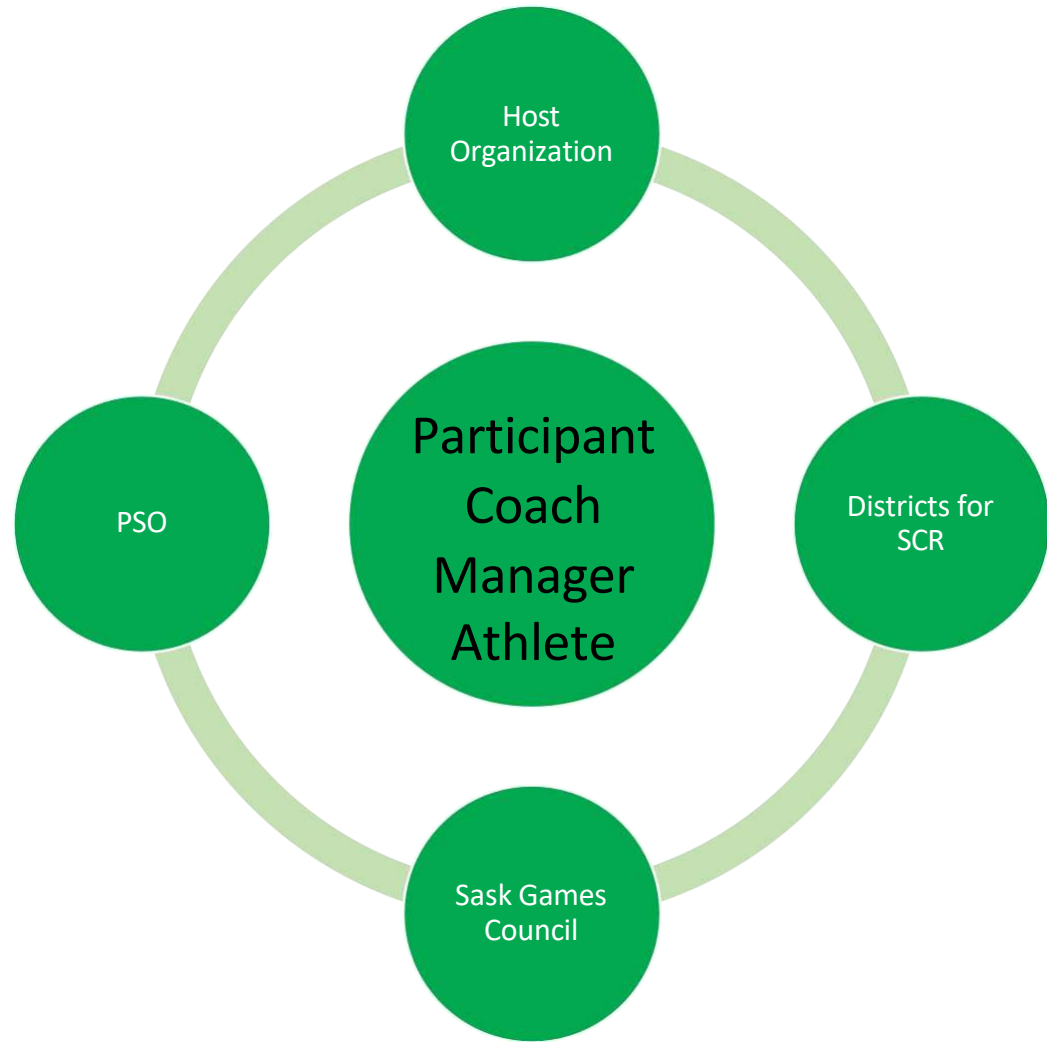 Host
Organization
Participant
Coach
Manager
Athlete
PSO
Districts for
SCR
Sask Games
Council